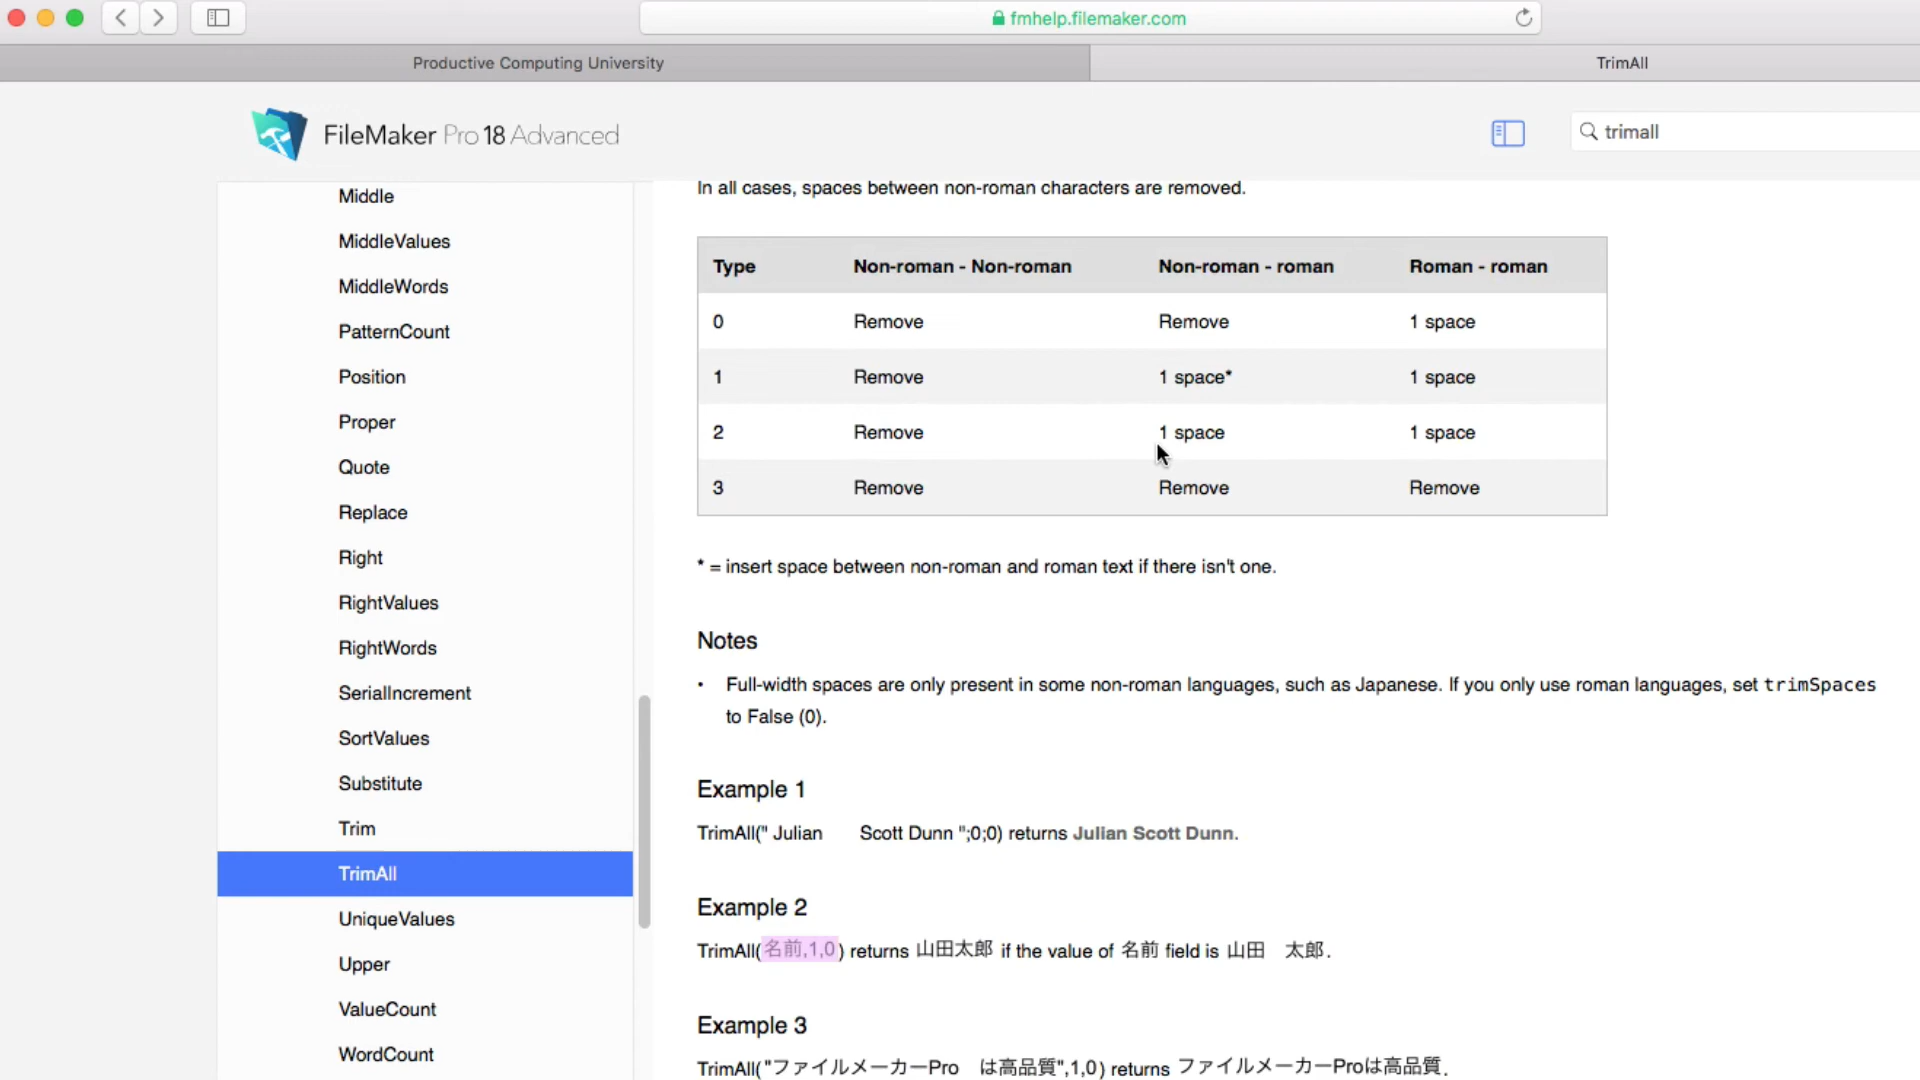 fmhelp.filemaker.com
Productive Computing University
TrimAll
FileMaker Pro 18 Advanced
trimall
Middle
MiddleValues
MiddleWords
PatternCount
Position
Proper
Quote
Replace
Right
RightValues
RightWords
SerialIncrement
SortValues
Substitute
Trim
TrimAll
UniqueValues
Upper
ValueCount
WordCount
In all cases, spaces between non-roman characters are removed.
Type Non-roman - Non-roman Non-roman - roman Roman - roman
0 Remove Remove 1 space
1 Remove 1 space* 1 space
2 Remove 1 space 1 space
3 Remove Remove Remove
* = insert space between non-roman and roman text if there isn't one.
Notes
• Full-width spaces are only present in some non-roman languages, such as Japanese. If you only use roman languages, set trimSpaces
to False (0).
Example 1
TrimAll(" Julian    Scott Dunn ";0;0) returns Julian Scott Dunn.
Example 2
TrimAll(名前,1,0) returns 山田太郎 if the value of 名前 field is 山田　太郎.
Example 3
TrimAll("ファイルメーカーPro　は高品質",1,0) returns ファイルメーカーProは高品質.